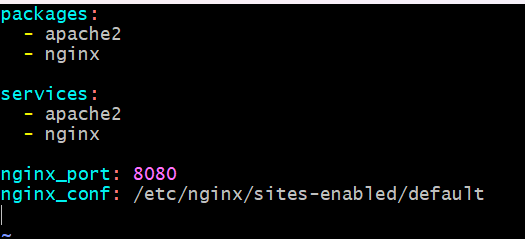 packages:
  - apache2
  - nginx

services:
  - apache2
  - nginx

nginx_port: 8080
nginx_conf: /etc/nginx/sites-enabled/default
~